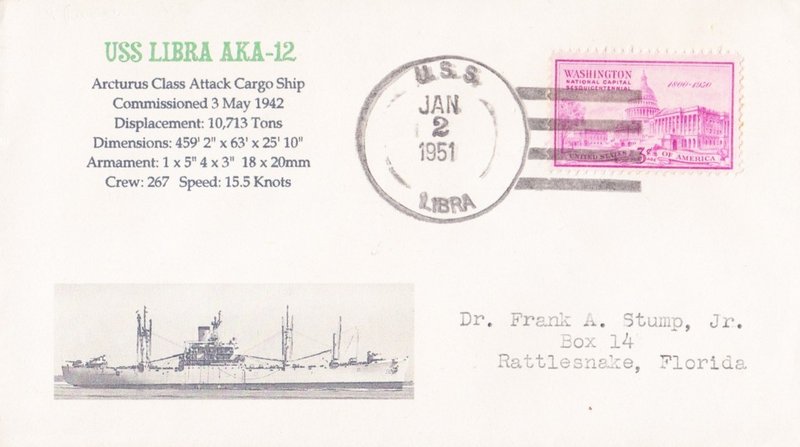 USS LIBRA AKA-12
Arcturus Class Attack Cargo Ship
Commissioned 3 May 1942
Displacement: 10,713 Tons
Dimensions: 459' 2" x 63' x 25' 10"
Armament: 1 x 5" 4 x 3" 18 x 20mm
Crew: 267 Speed: 15.5 Knots
U.S.S.
JAN
2
1951
LIBRA
WASHINGTON
NATIONAL CAPITAL
SESQUICENTENNIAL
1800-1950
UNITED STATES 3¢ OF AMERICA
Dr. Frank A. Stump, Jr.
Box 14
Rattlesnake, Florida